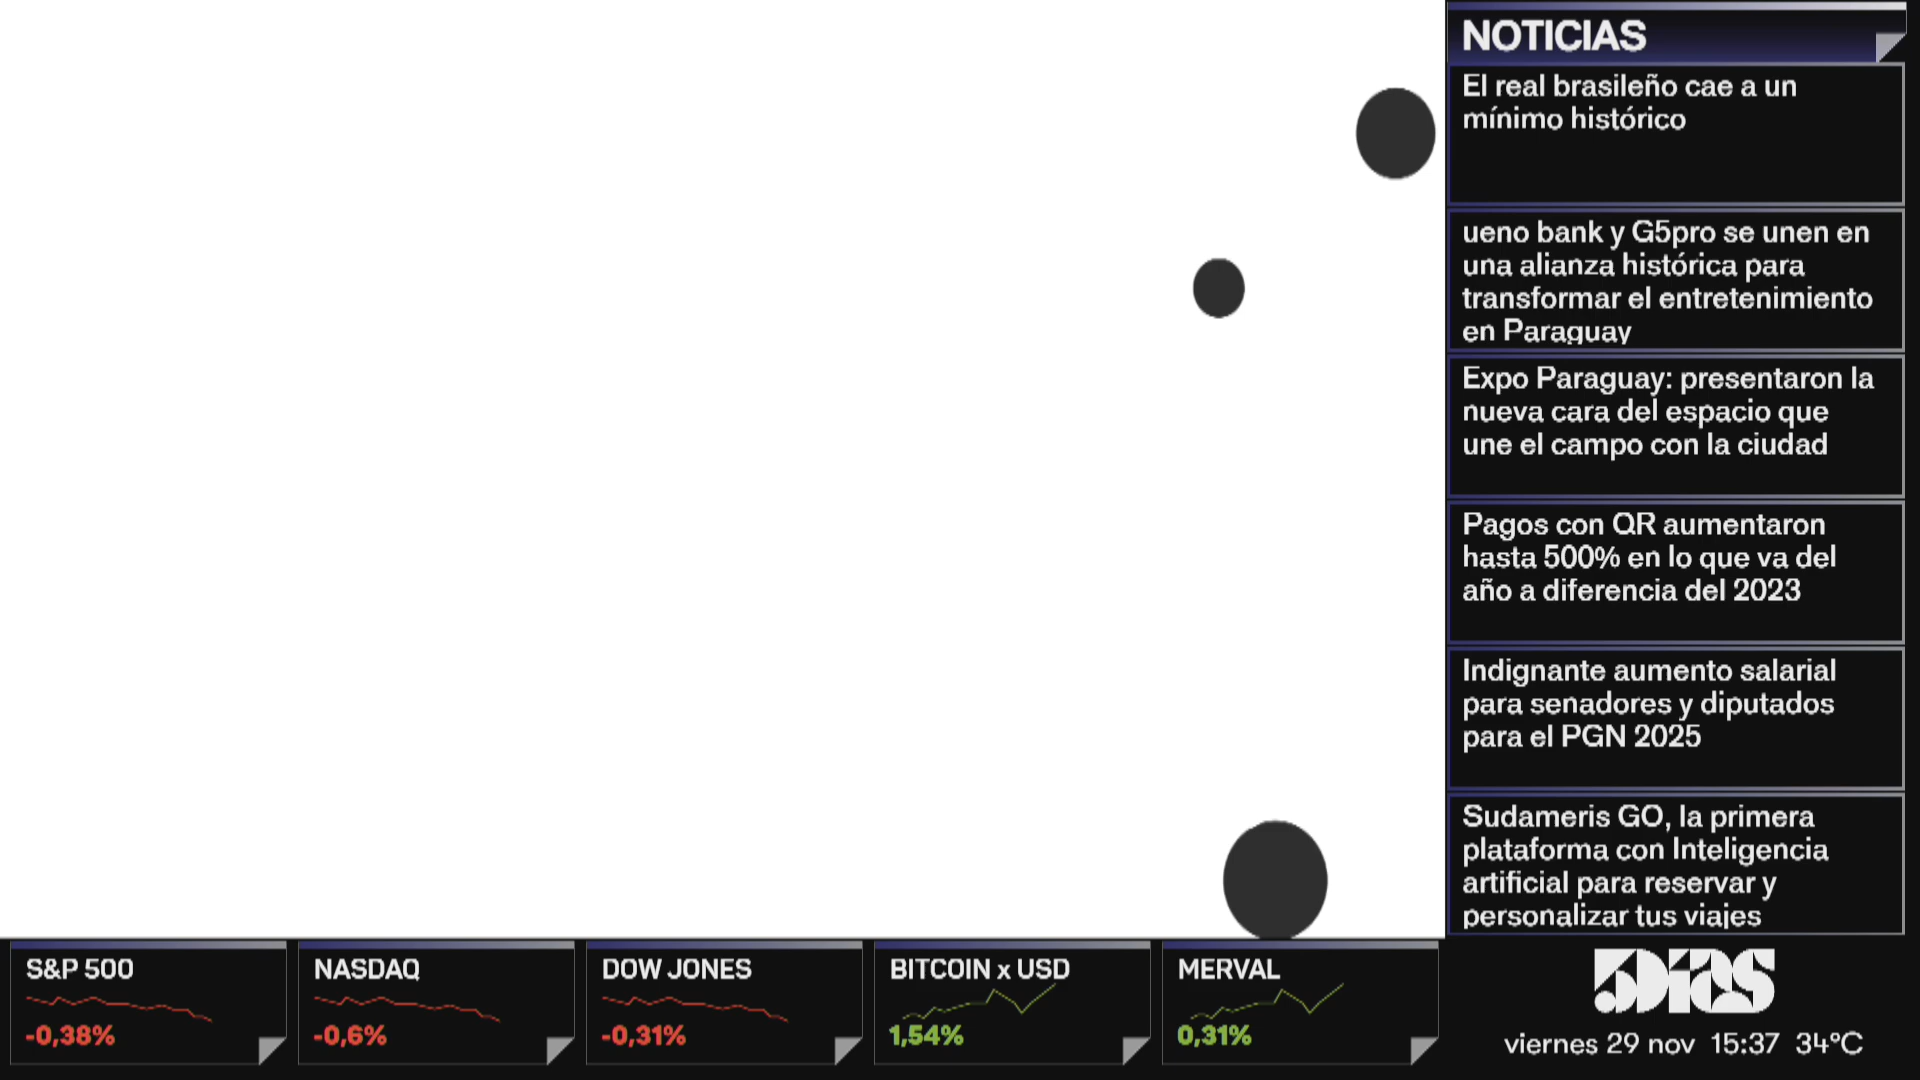 NOTICIAS
El real brasileño cae a un
mínimo histórico
ueno bank y G5pro se unen en
una alianza histórica para
transformar el entretenimiento
en Paraguay
Expo Paraguay: presentaron la
nueva cara del espacio que
une el campo con la ciudad
Pagos con QR aumentaron
hasta 500% en lo que va del
año a diferencia del 2023
Indignante aumento salarial
para senadores y diputados
para el PGN 2025
Sudameris GO, la primera
plataforma con Inteligencia
artificial para reservar y
personalizar tus viajes
S&P 500
-0,38%
NASDAQ
-0,6%
DOW JONES
-0,31%
BITCOIN x USD
1,54%
MERVAL
0,31%
5Días
viernes 29 nov 15:37 34°C